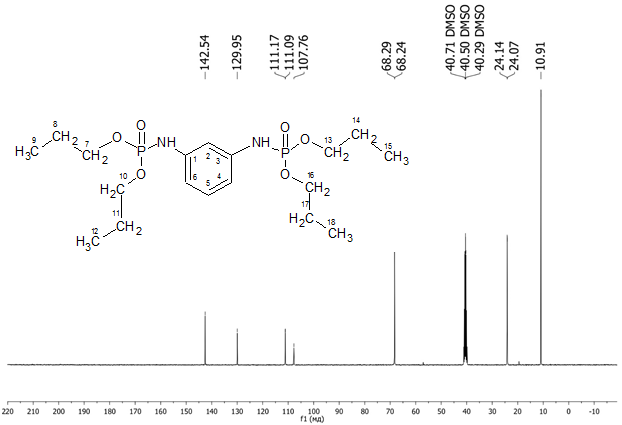 142.54
129.95
111.17
111.09
107.76
68.29
68.24
40.71 DMSO
40.50 DMSO
40.29 DMSO
24.14
24.07
10.91
8
9
H3C
7
O
O
P
NH
10
H2C
O
11
12
H3C
CH2
1
2
3
4
5
6
NH
O
P
O
13
CH2
14
15
CH3
O
16
CH2
17
H2C
18
CH3
220 210 200 190 180 170 160 150 140 130 120 110 100 90 80 70 60 50 40 30 20 10 0 -10
f1 (мд)